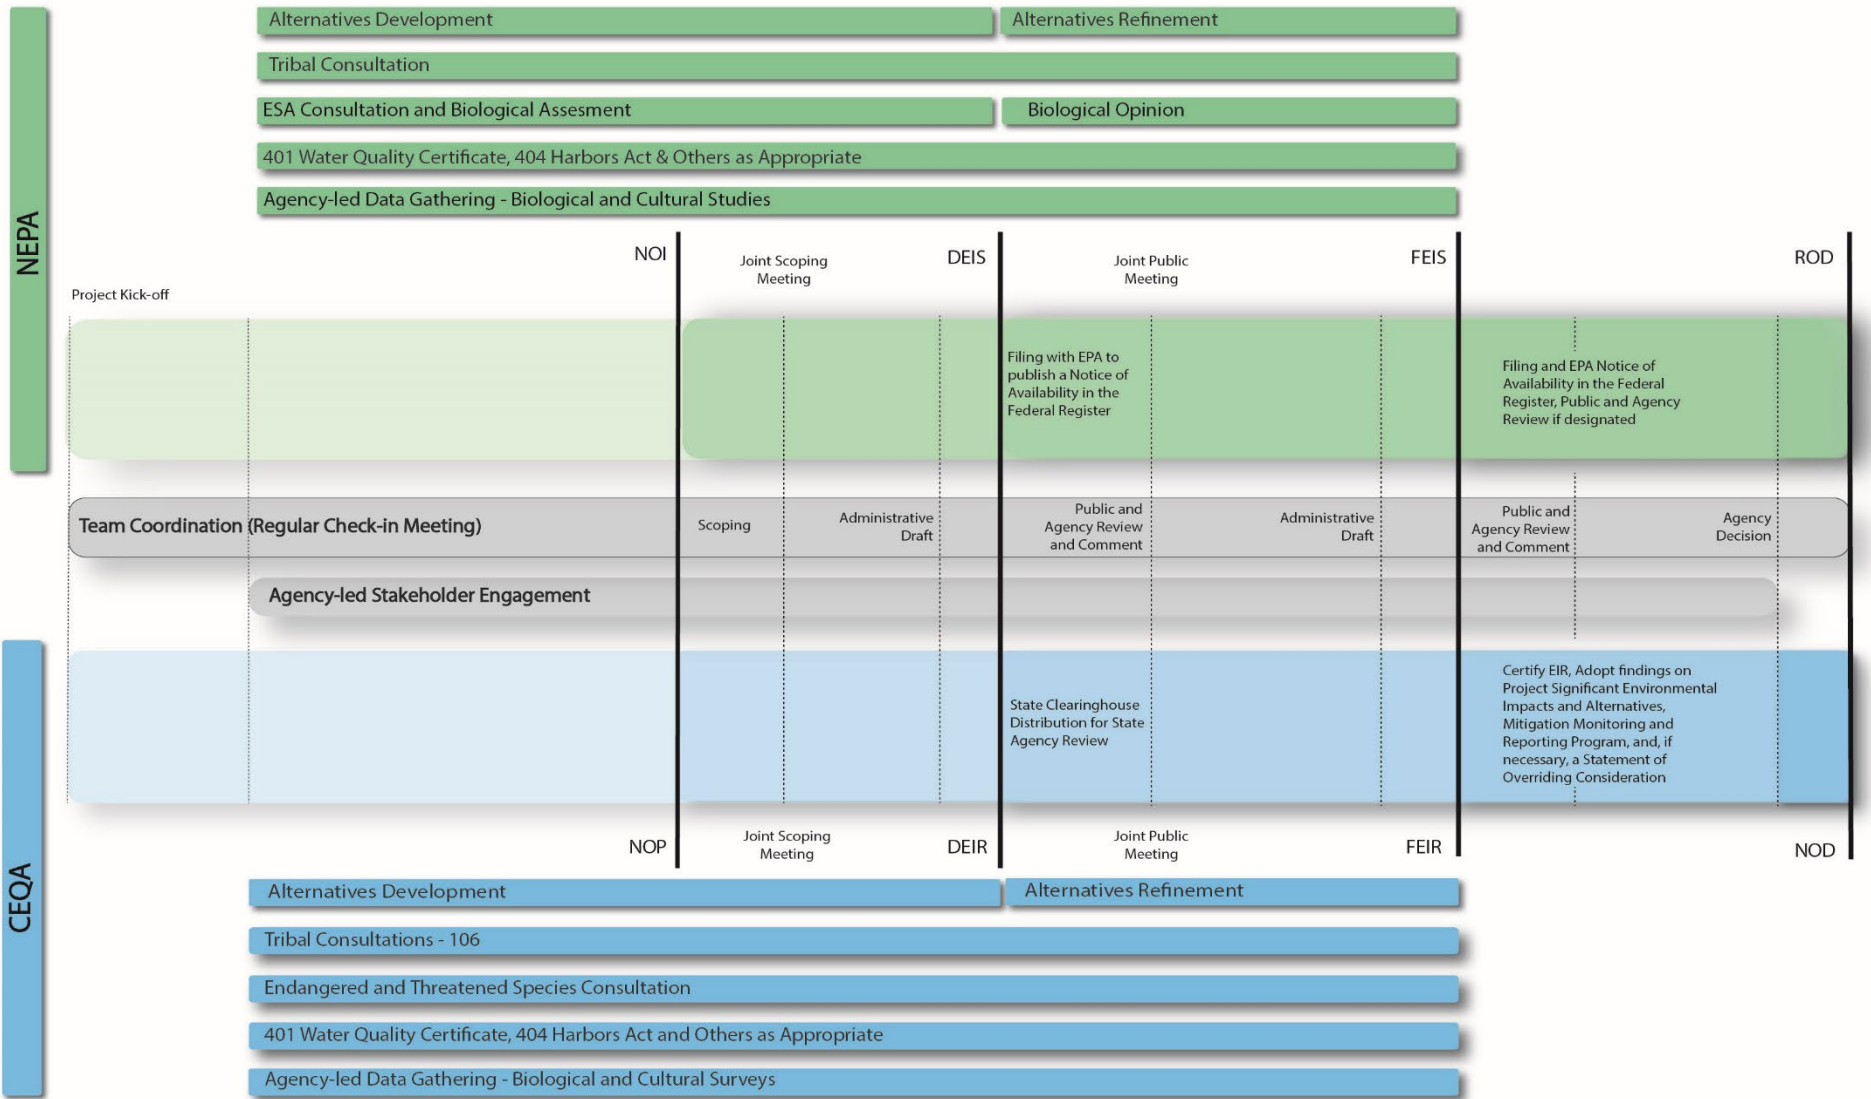 NEPA
Alternatives Development
Alternatives Refinement
Tribal Consultation
ESA Consultation and Biological Assesment
Biological Opinion
401 Water Quality Certificate, 404 Harbors Act & Others as Appropriate
Agency-led Data Gathering - Biological and Cultural Studies
NOI
Joint Scoping
Meeting
DEIS
Joint Public
Meeting
FEIS
ROD
Project Kick-off
Filing with EPA to
publish a Notice of
Availability in the
Federal Register
Filing and EPA Notice of
Availability in the Federal
Register, Public and Agency
Review if designated
Team Coordination (Regular Check-in Meeting)
Scoping
Administrative
Draft
Public and
Agency Review
and Comment
Administrative
Draft
Public and
Agency Review
and Comment
Agency
Decision
Agency-led Stakeholder Engagement
CEQA
State Clearinghouse
Distribution for State
Agency Review
Certify EIR, Adopt findings on
Project Significant Environmental
Impacts and Alternatives,
Mitigation Monitoring and
Reporting Program, and, if
necessary, a Statement of
Overriding Consideration
NOP
Joint Scoping
Meeting
DEIR
Joint Public
Meeting
FEIR
NOD
Alternatives Development
Alternatives Refinement
Tribal Consultations - 106
Endangered and Threatened Species Consultation
401 Water Quality Certificate, 404 Harbors Act and Others as Appropriate
Agency-led Data Gathering - Biological and Cultural Surveys